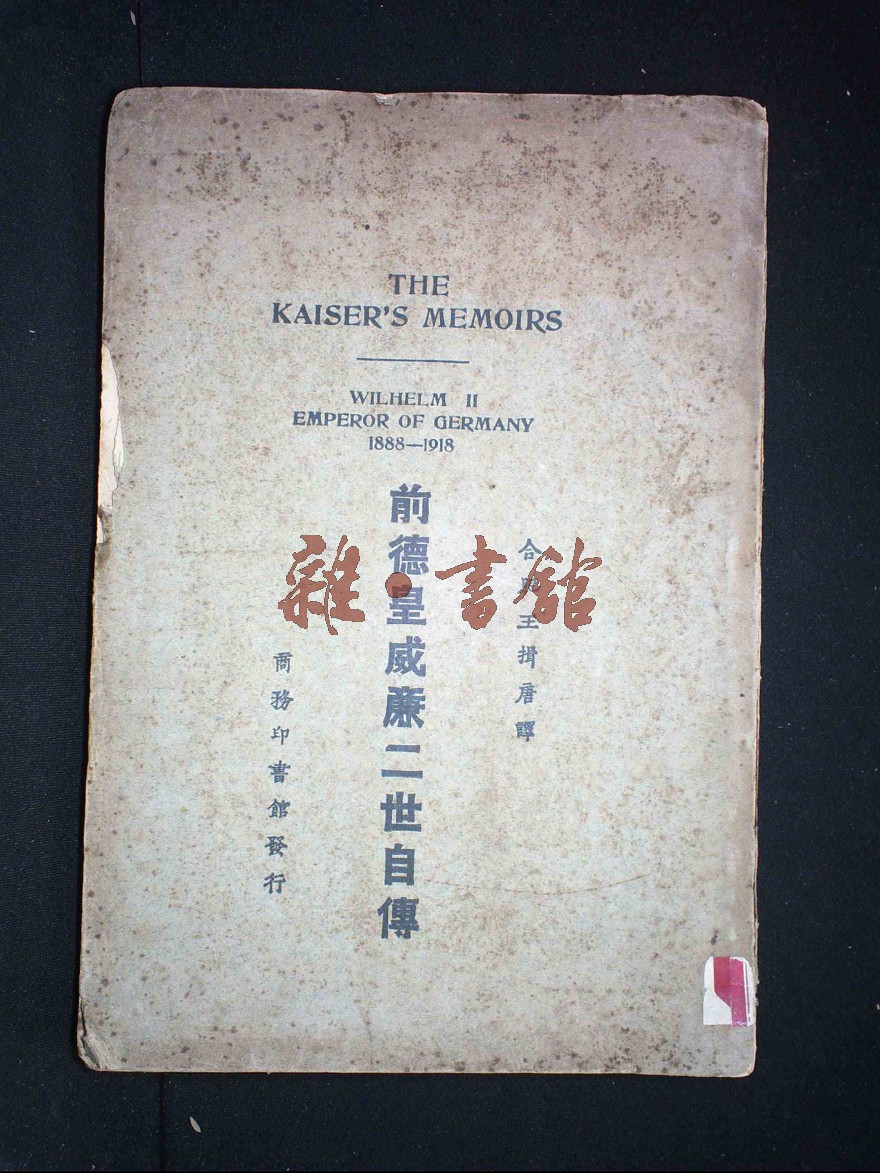 THE
KAISER'S MEMOIRS
WILHELM II
EMPEROR OF GERMANY
1888—1918
合肥王揖唐譯
前德皇威廉二世自傳
商務印書館發行
雜·書館